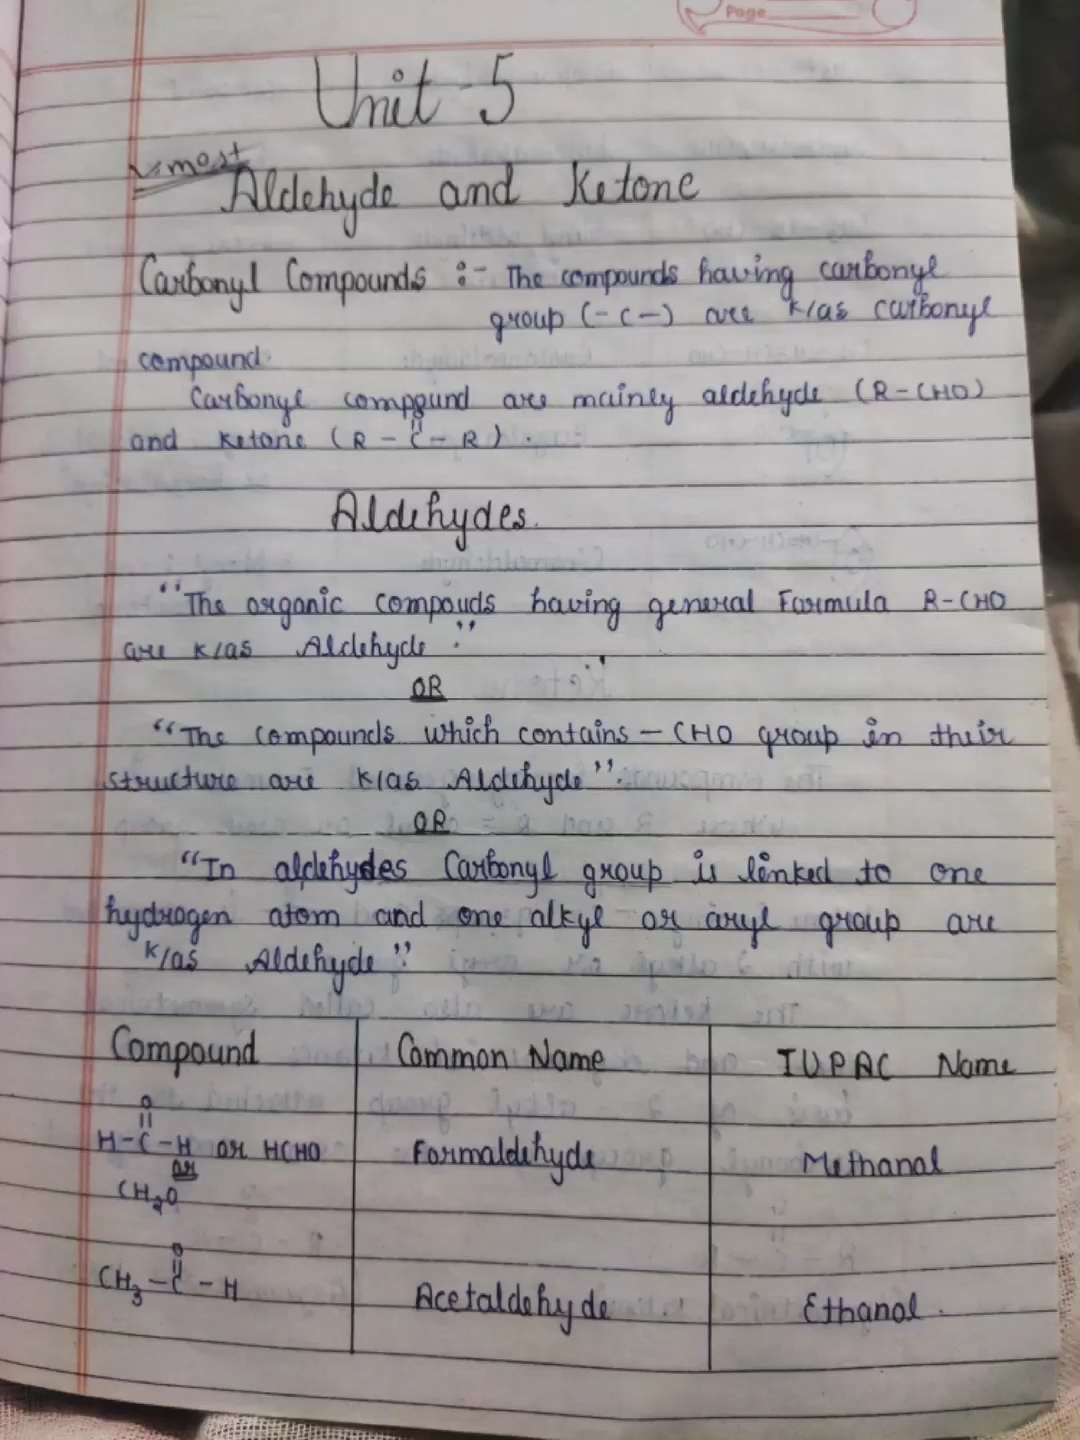 Page
Unit - 5
V. most
Aldehyde and Ketone
Carbonyl Compounds :- The compounds having carbonyl
group (-C-) are K/as carbonyl
compound.
Carbonyl compound are mainly aldehyde (R-CHO)
O
||
and Ketone (R - C - R).
Aldehydes.
"The organic compouds having general Formula R-CHO
are K/as Aldehyde".
OR
"The compounds which contains - CHO group in their
structure are K/as Aldehyde".
OR
"In aldehydes Carbonyl group is linked to one
hydrogen atom and one alkyl or aryl group are
K/as Aldehyde".
Compound Common Name IUPAC Name
O
||
H-C-H or HCHO Formaldehyde Methanal
or
CH2O
O
||
CH3-C-H Acetaldehyde Ethanal.